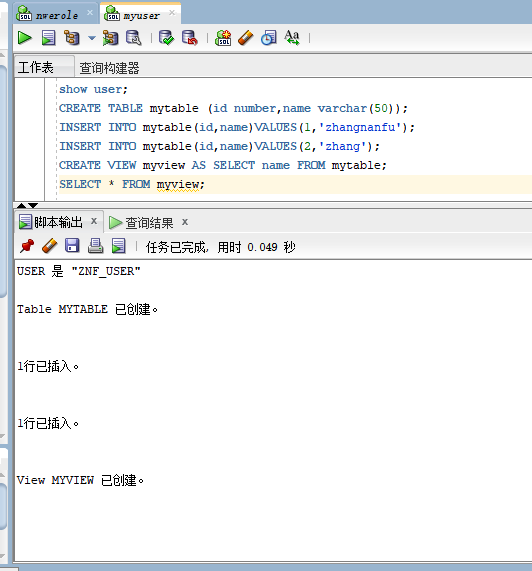 nwerole
myuser
工作表
查询构建器
show user;
CREATE TABLE mytable (id number,name varchar(50));
INSERT INTO mytable(id,name)VALUES(1,'zhangnanfu');
INSERT INTO mytable(id,name)VALUES(2,'zhang');
CREATE VIEW myview AS SELECT name FROM mytable;
SELECT * FROM myview;
脚本输出 x
查询结果 x
任务已完成, 用时 0.049 秒
USER 是 "ZNF_USER"
Table MYTABLE 已创建。
1行已插入。
1行已插入。
View MYVIEW 已创建。